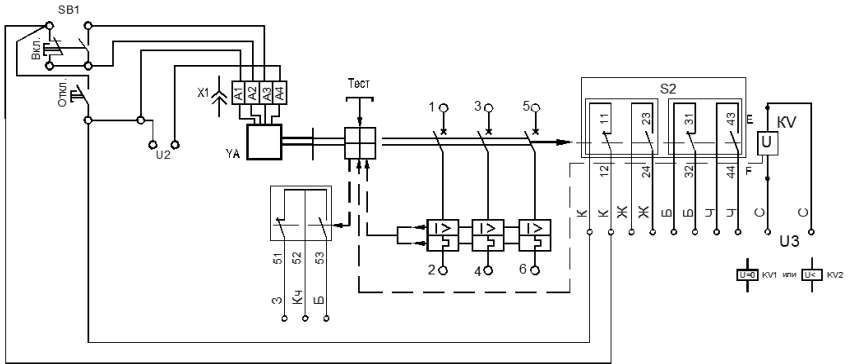 SB1
Вкл.
Откл.
X1
A1 A2 A3 A4
U2
YA
Тест
1 3 5
I> I> I>
2 4 6
51 52 53
З Кч Б
S2
11 23 31 43
12 24 32 44
E
F
KV
U
К К Ж Ж Б Б Ч Ч С С
U3
U=0 KV1 или U< KV2